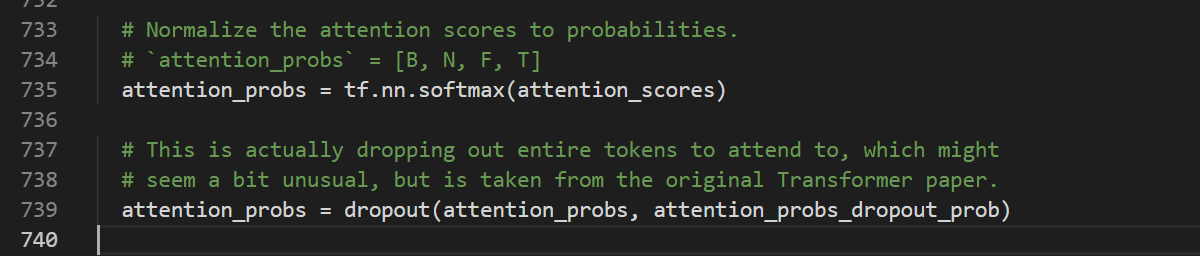 732
733 # Normalize the attention scores to probabilities.
734 # `attention_probs` = [B, N, F, T]
735 attention_probs = tf.nn.softmax(attention_scores)
736
737 # This is actually dropping out entire tokens to attend to, which might
738 # seem a bit unusual, but is taken from the original Transformer paper.
739 attention_probs = dropout(attention_probs, attention_probs_dropout_prob)
740